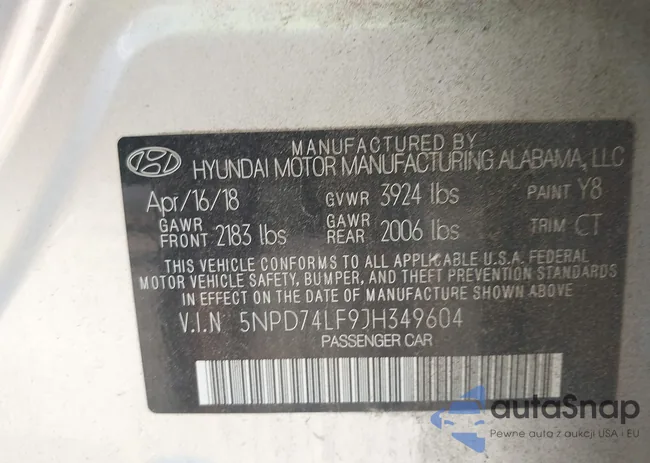 MANUFACTURED BY
HYUNDAI MOTOR MANUFACTURING ALABAMA, LLC
Apr/16/18 GVWR 3924 lbs PAINT Y8
GAWR FRONT 2183 lbs GAWR REAR 2006 lbs TRIM CT
THIS VEHICLE CONFORMS TO ALL APPLICABLE U.S.A. FEDERAL
MOTOR VEHICLE SAFETY, BUMPER, AND THEFT PREVENTION STANDARDS
IN EFFECT ON THE DATE OF MANUFACTURE SHOWN ABOVE
V.I.N 5NPD74LF9JH349604
PASSENGER CAR
autoSnap
Pewne auta z aukcji USA i EU